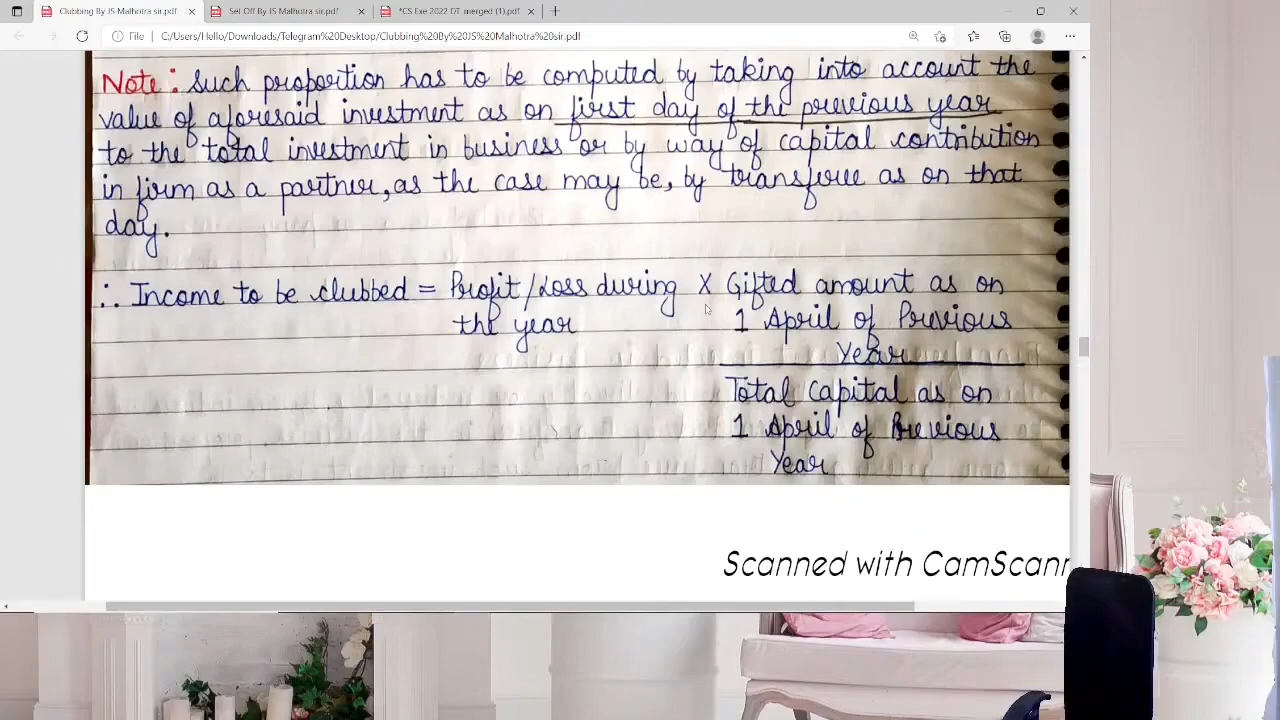 Clubbing By JS Malhotra sir.pdf
Set Off By JS Malhotra sir.pdf
*CS Exe 2022 DT_merged (1).pdf
File
C:/Users/Hello/Downloads/Telegram%20Desktop/Clubbing%20By%20JS%20Malhotra%20sir.pdf
Note: Such proportion has to be computed by taking into account the
value of aforesaid investment as on first day of the previous year
to the total investment in business or by way of capital contribution
in firm as a partner, as the case may be, by transferee as on that
day.
∴ Income to be clubbed = Profit/Loss during X Gifted amount as on
the year 1 April of Previous
Year
Total capital as on
1 April of Previous
Year
Scanned with CamScann